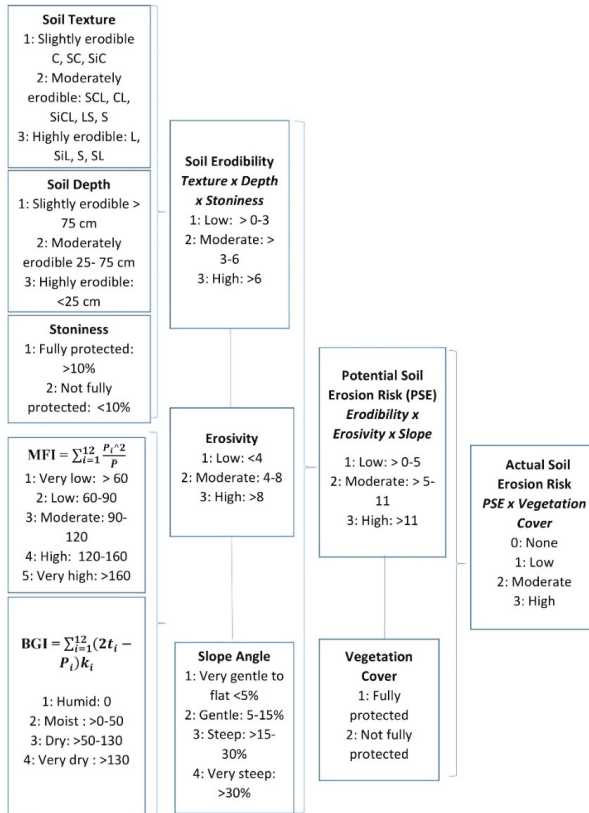 Soil Texture
1: Slightly erodible
C, SC, SiC
2: Moderately
erodible: SCL, CL,
SiCL, LS, S
3: Highly erodible: L,
SiL, S, SL
Soil Depth
1: Slightly erodible >
75 cm
2: Moderately
erodible 25- 75 cm
3: Highly erodible:
<25 cm
Stoniness
1: Fully protected:
>10%
2: Not fully
protected: <10%
MFI = ∑_{i=1}^{12} P_i^2 / P
1: Very low: > 60
2: Low: 60-90
3: Moderate: 90-
120
4: High: 120-160
5: Very high: >160
BGI = ∑_{i=1}^{12} (2t_i −
P_i)k_i
1: Humid: 0
2: Moist : >0-50
3: Dry: >50-130
4: Very dry : >130
Soil Erodibility
Texture x Depth
x Stoniness
1: Low: > 0-3
2: Moderate: >
3-6
3: High: >6
Erosivity
1: Low: <4
2: Moderate: 4-8
3: High: >8
Slope Angle
1: Very gentle to
flat <5%
2: Gentle: 5-15%
3: Steep: >15-
30%
4: Very steep:
>30%
Potential Soil
Erosion Risk (PSE)
Erodibility x
Erosivity x Slope
1: Low: > 0-5
2: Moderate: > 5-
11
3: High: >11
Vegetation
Cover
1: Fully
protected
2: Not fully
protected
Actual Soil
Erosion Risk
PSE x Vegetation
Cover
0: None
1: Low
2: Moderate
3: High